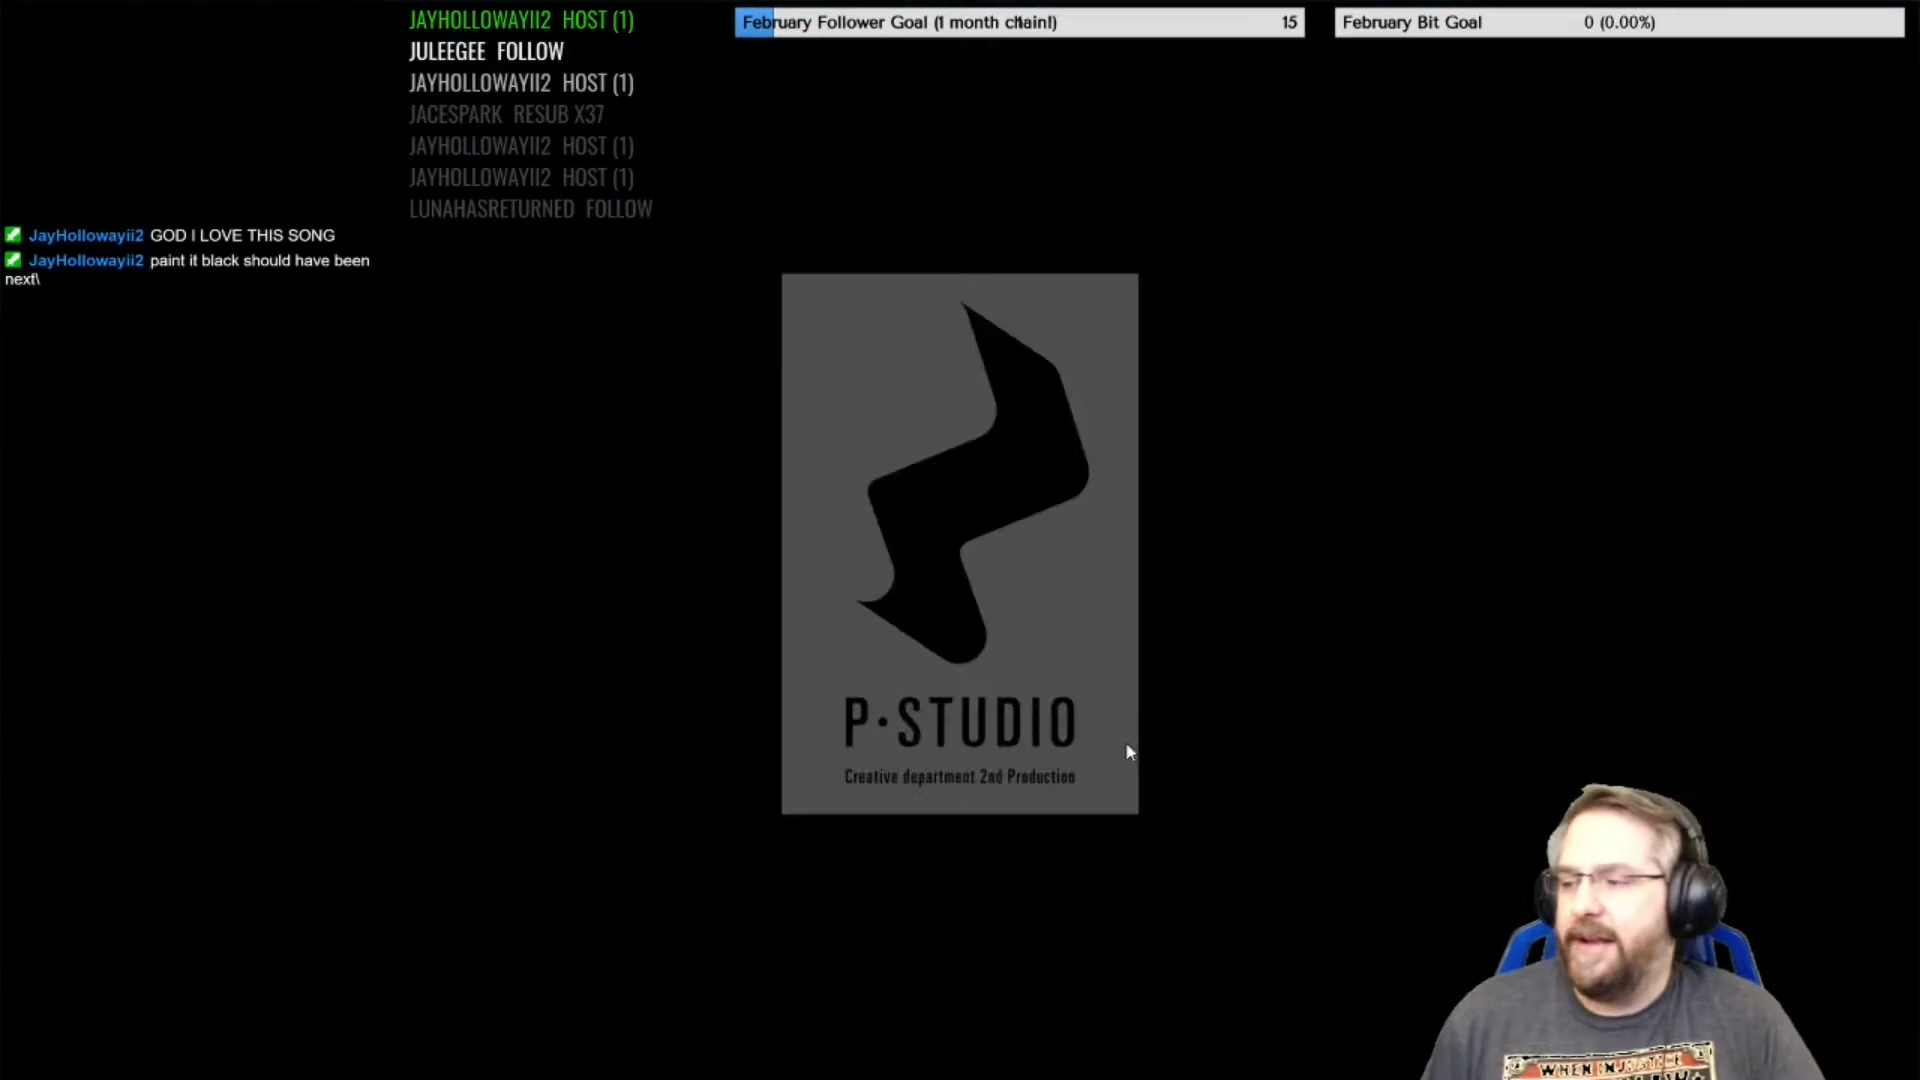 JAYHOLLOWAYII2 HOST (1)
JULEEGEE FOLLOW
JAYHOLLOWAYII2 HOST (1)
JACESPARK RESUB X37
JAYHOLLOWAYII2 HOST (1)
JAYHOLLOWAYII2 HOST (1)
LUNAHASRETURNED FOLLOW
February Follower Goal (1 month chain!) 15
February Bit Goal 0 (0.00%)
JayHollowayii2 GOD I LOVE THIS SONG
JayHollowayii2 paint it black should have been
next\
P·STUDIO
Creative department 2nd Production
WHEN INJUSTICE